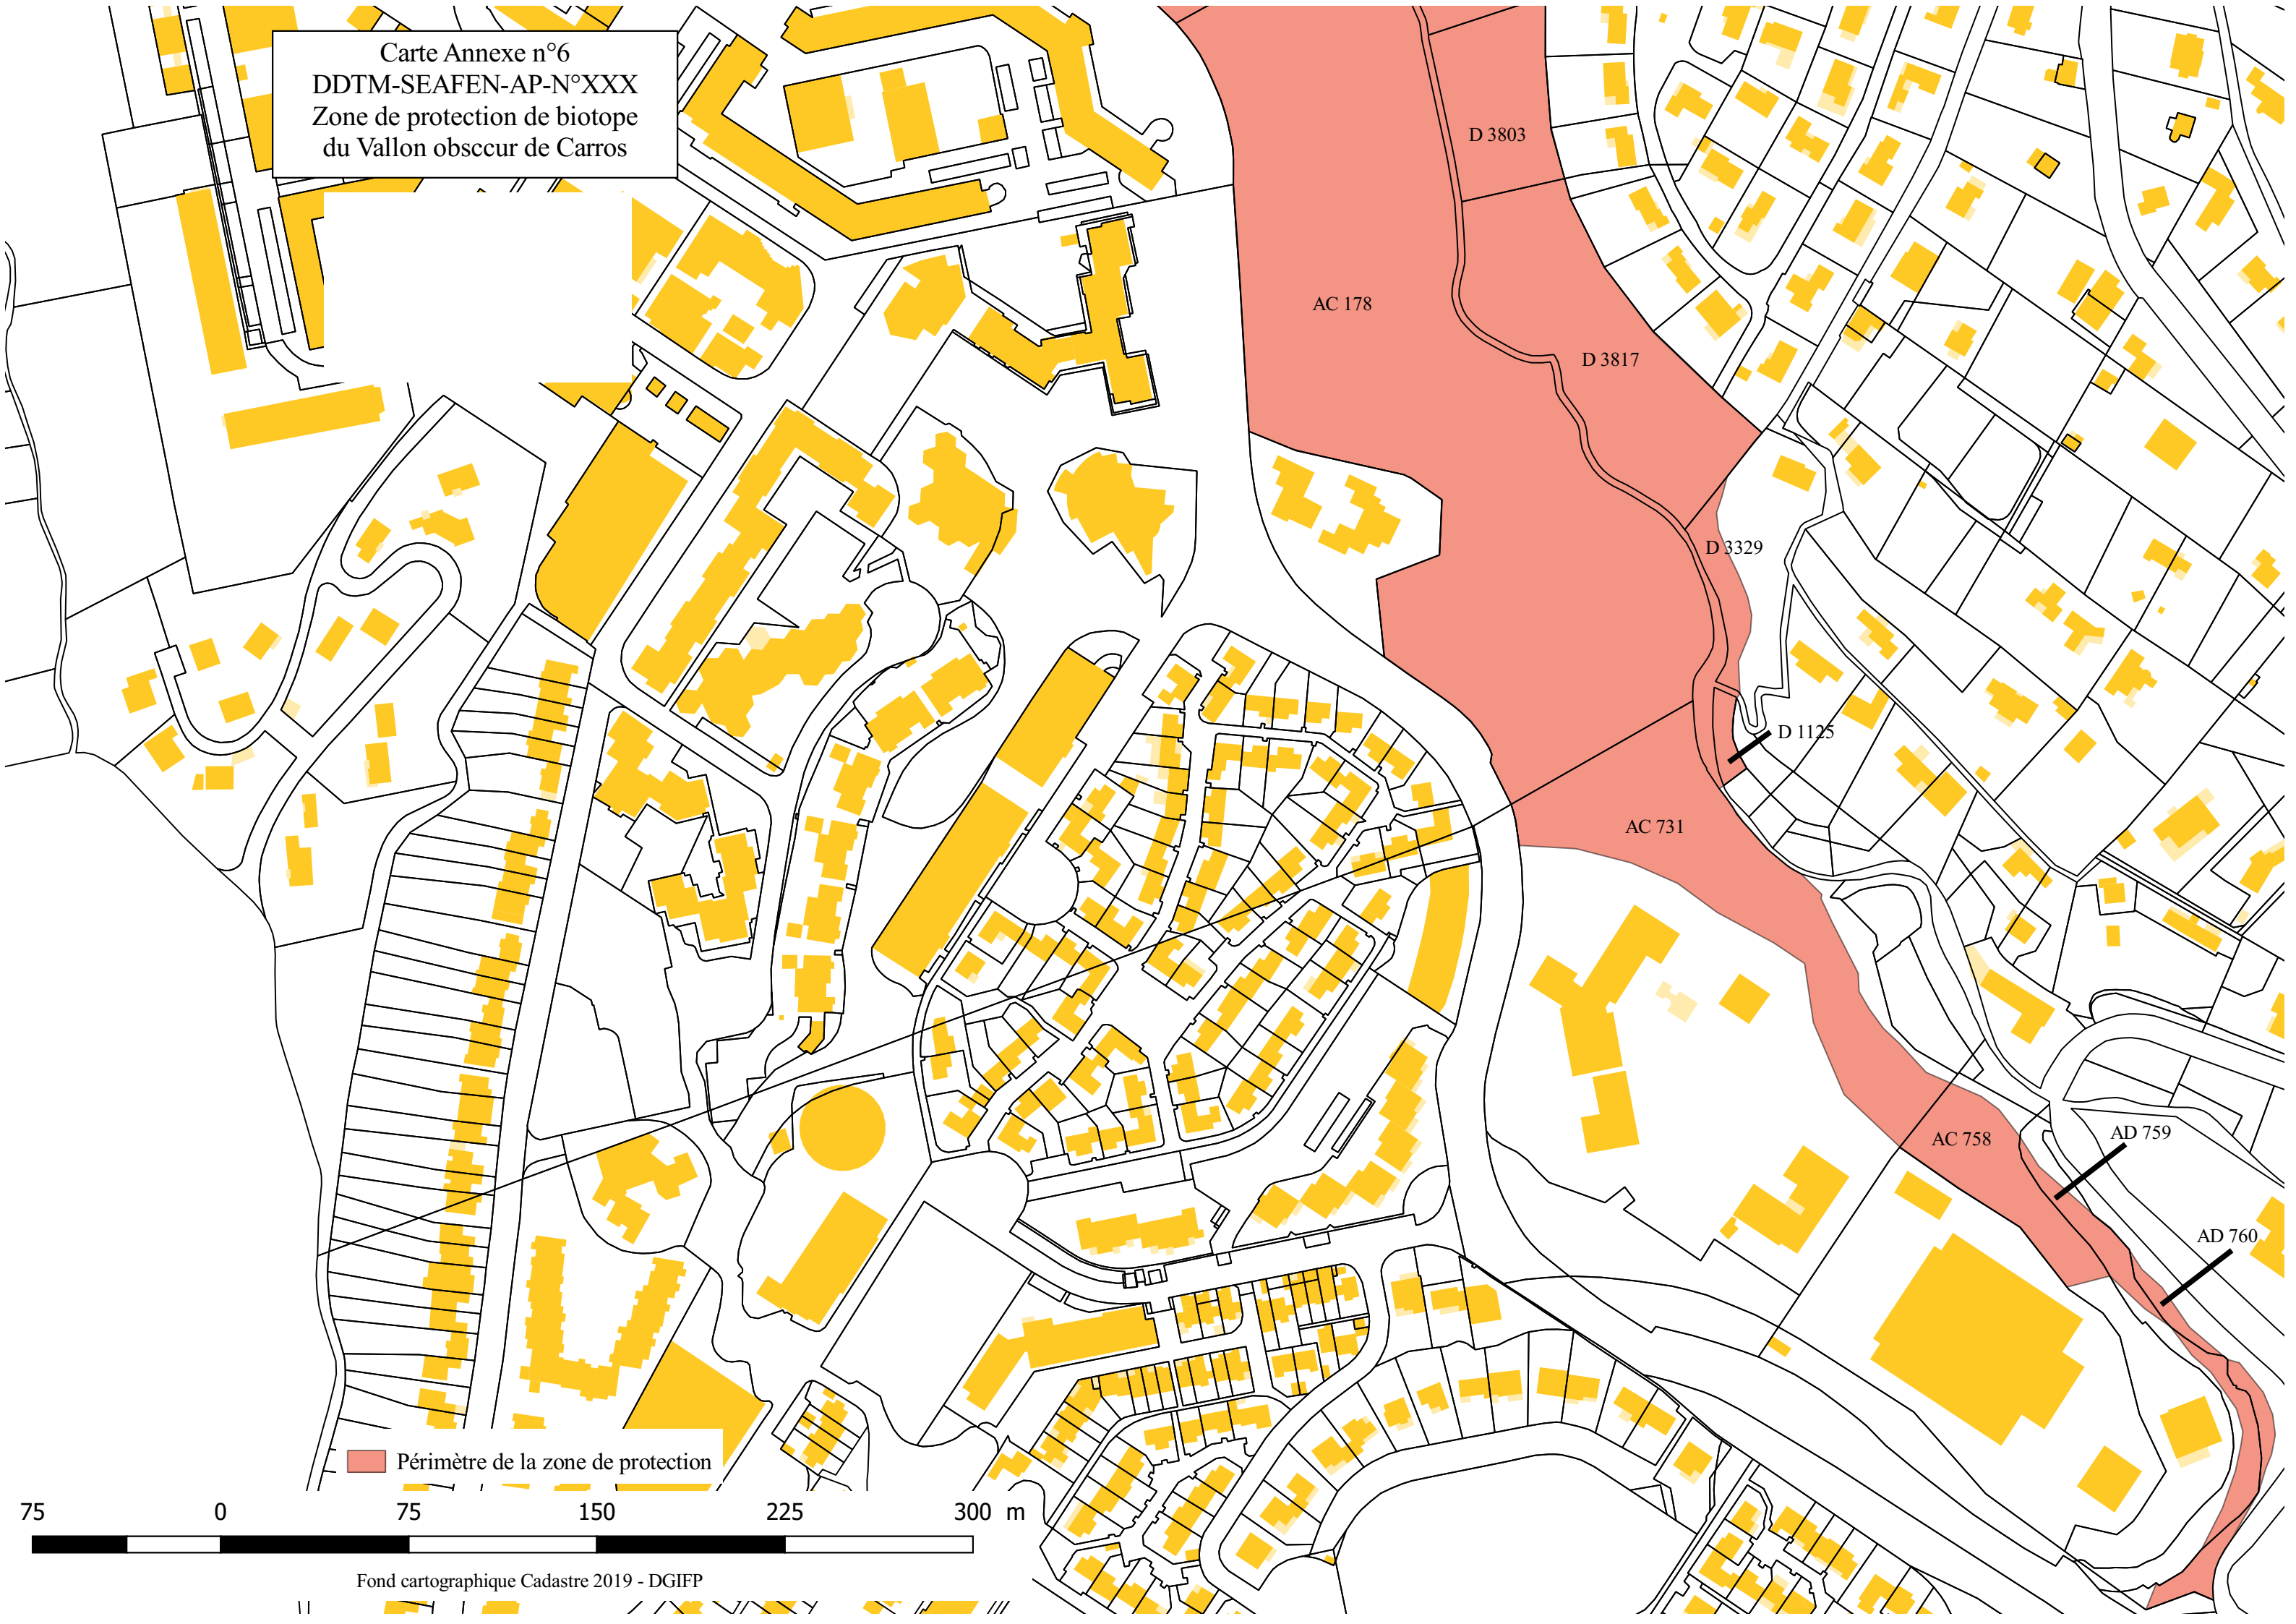 Carte Annexe n°6
DDTM-SEAFEN-AP-N°XXX
Zone de protection de biotope
du Vallon obsccur de Carros
D 3803
AC 178
D 3817
D 3329
D 1125
AC 731
AC 758
AD 759
AD 760
Périmètre de la zone de protection
75 0 75 150 225 300 m
Fond cartographique Cadastre 2019 - DGIFP